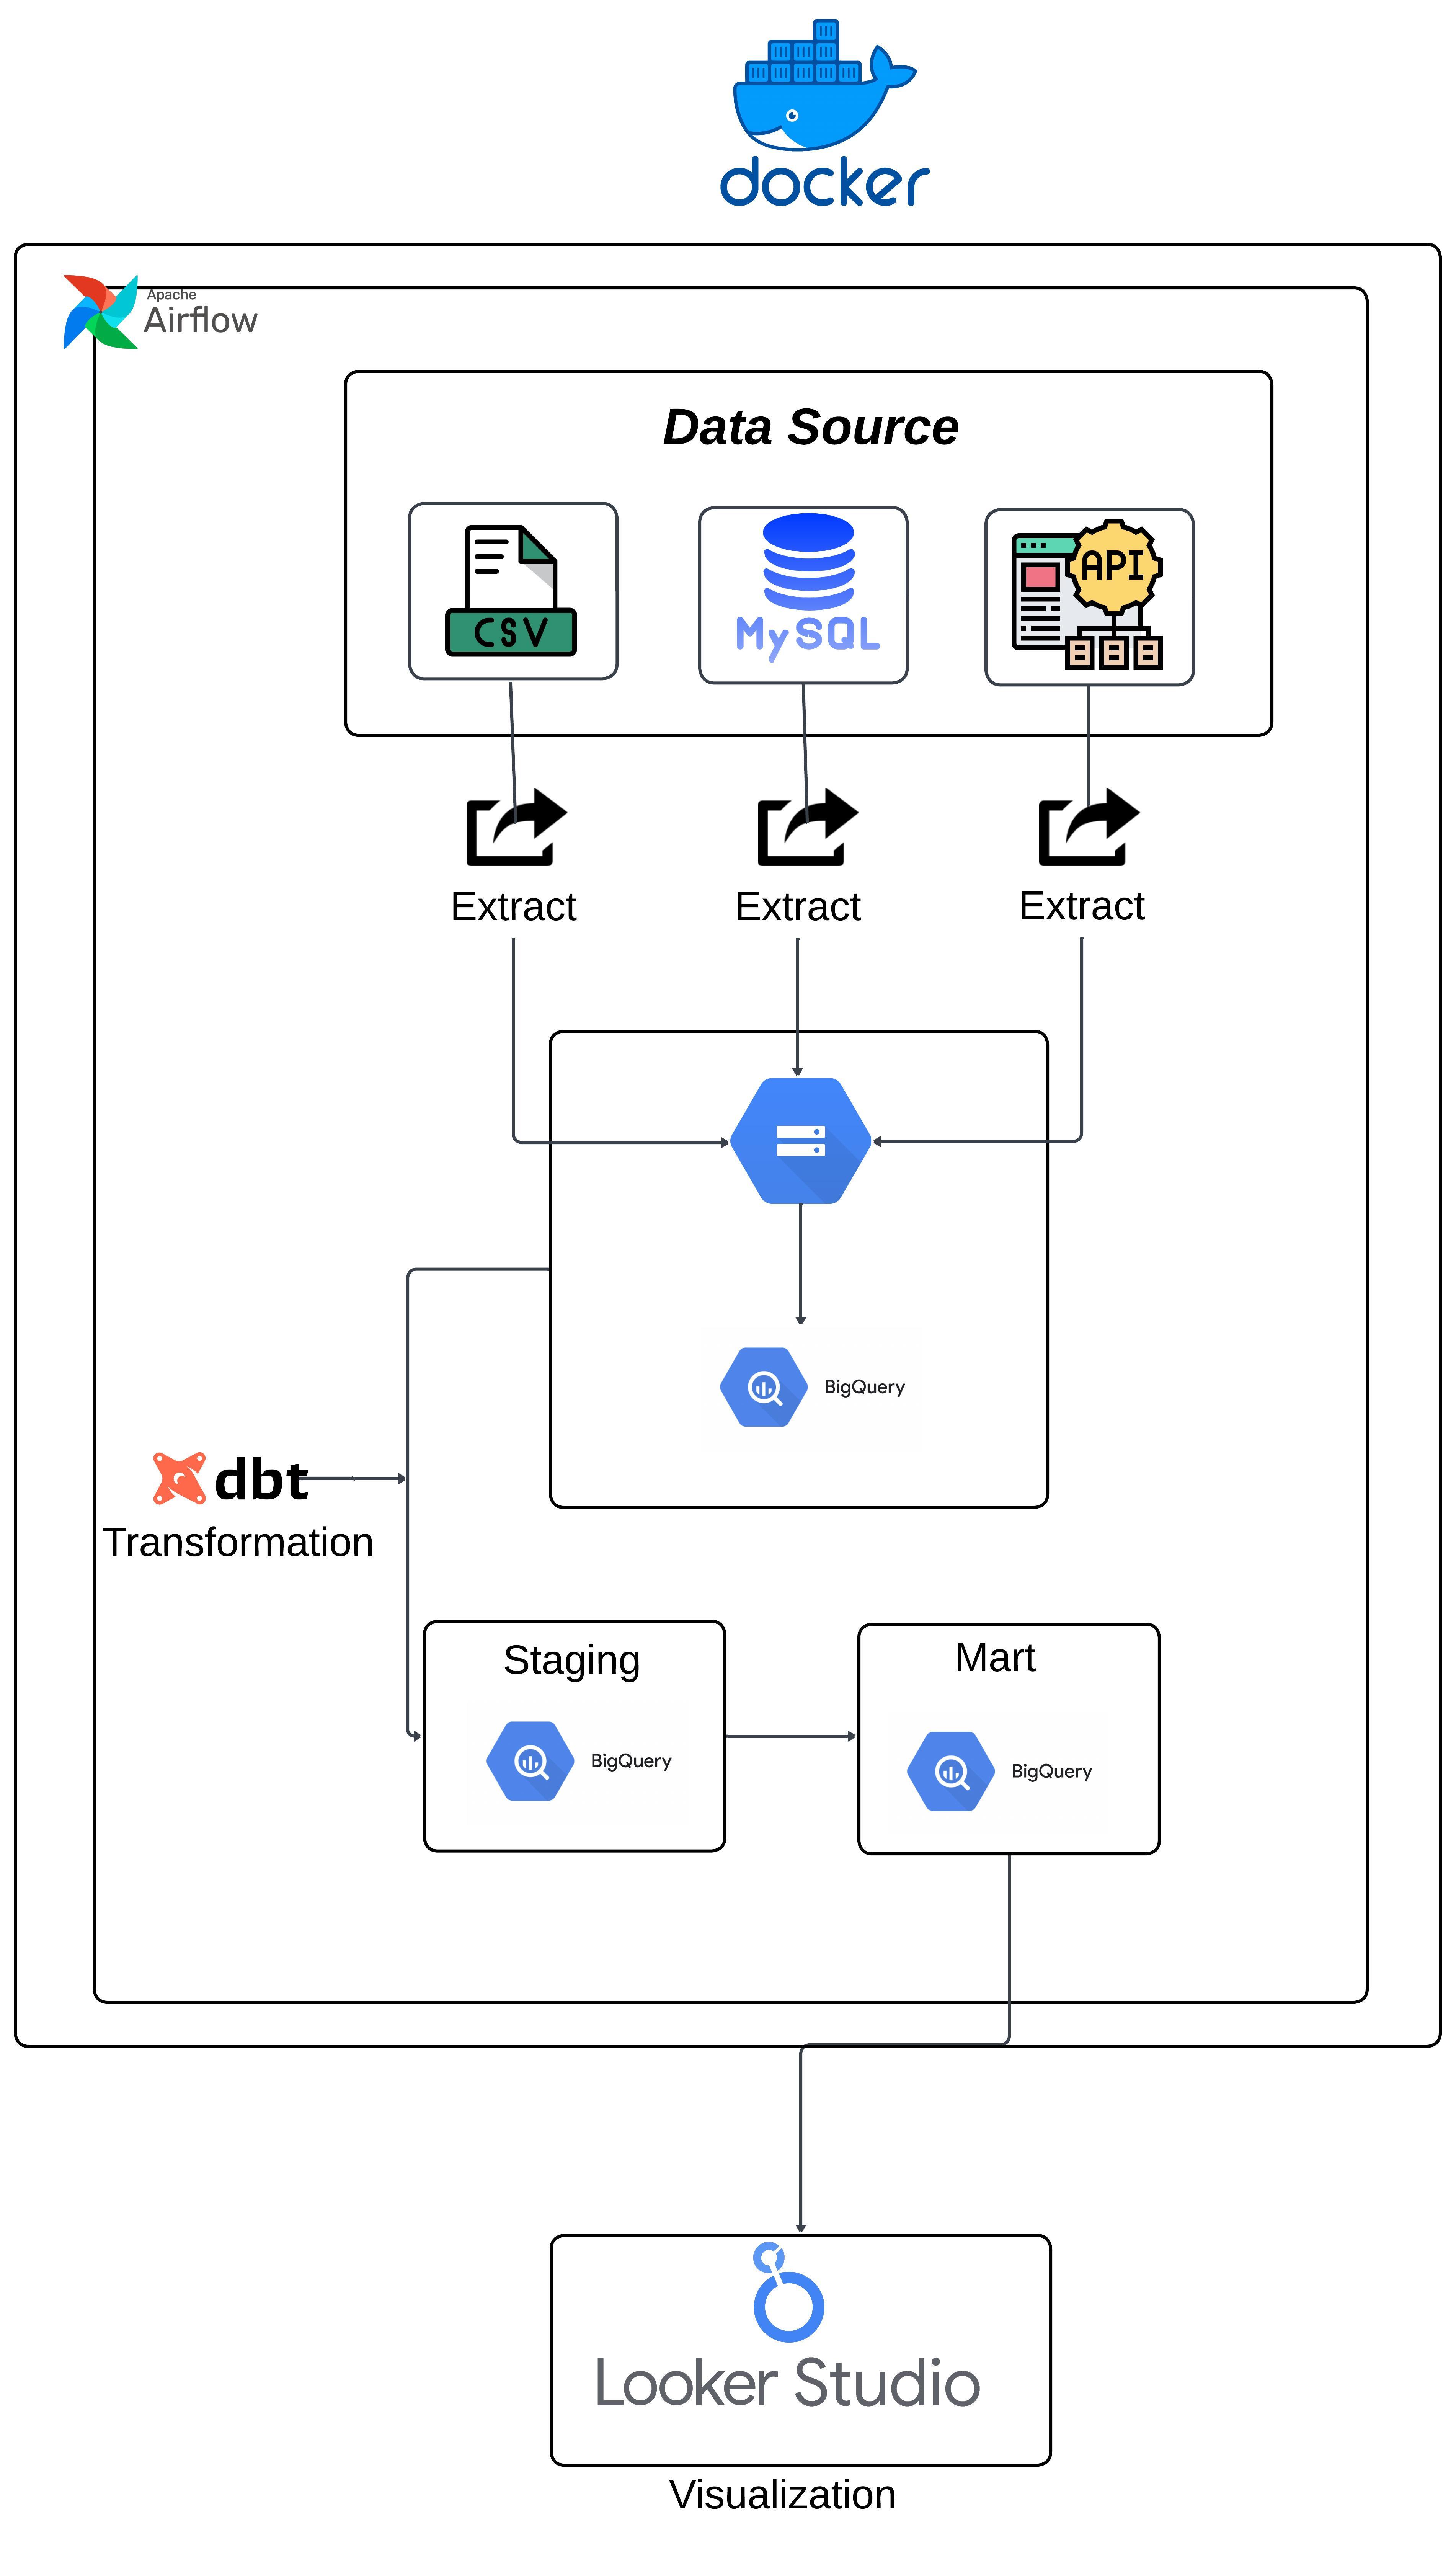 docker
Apache
Airflow
Data Source
CSV
MySQL
API
Extract
Extract
Extract
BigQuery
dbt
Transformation
Staging
Mart
BigQuery
BigQuery
Looker Studio
Visualization